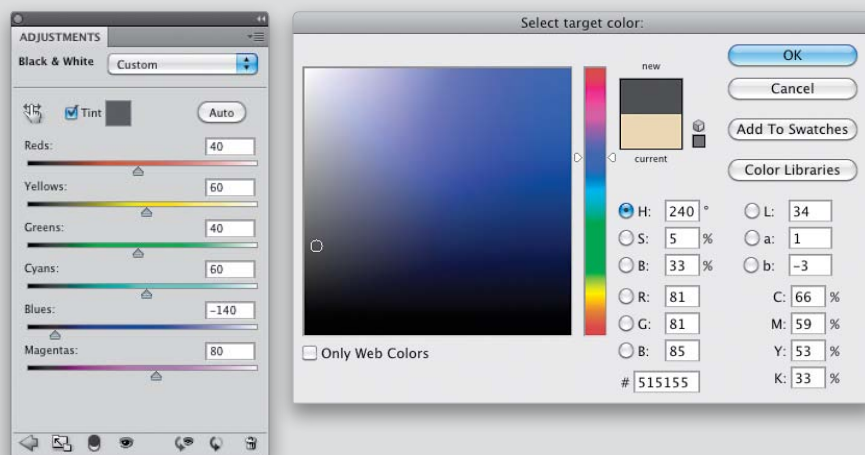 ADJUSTMENTS
Black & White Custom
Tint Auto
Reds: 40
Yellows: 60
Greens: 40
Cyans: 60
Blues: -140
Magentas: 80
Select target color:
new
current
OK
Cancel
Add To Swatches
Color Libraries
H: 240 °
S: 5 %
B: 33 %
R: 81
G: 81
B: 85
# 515155
L: 34
a: 1
b: -3
C: 66 %
M: 59 %
Y: 53 %
K: 33 %
Only Web Colors